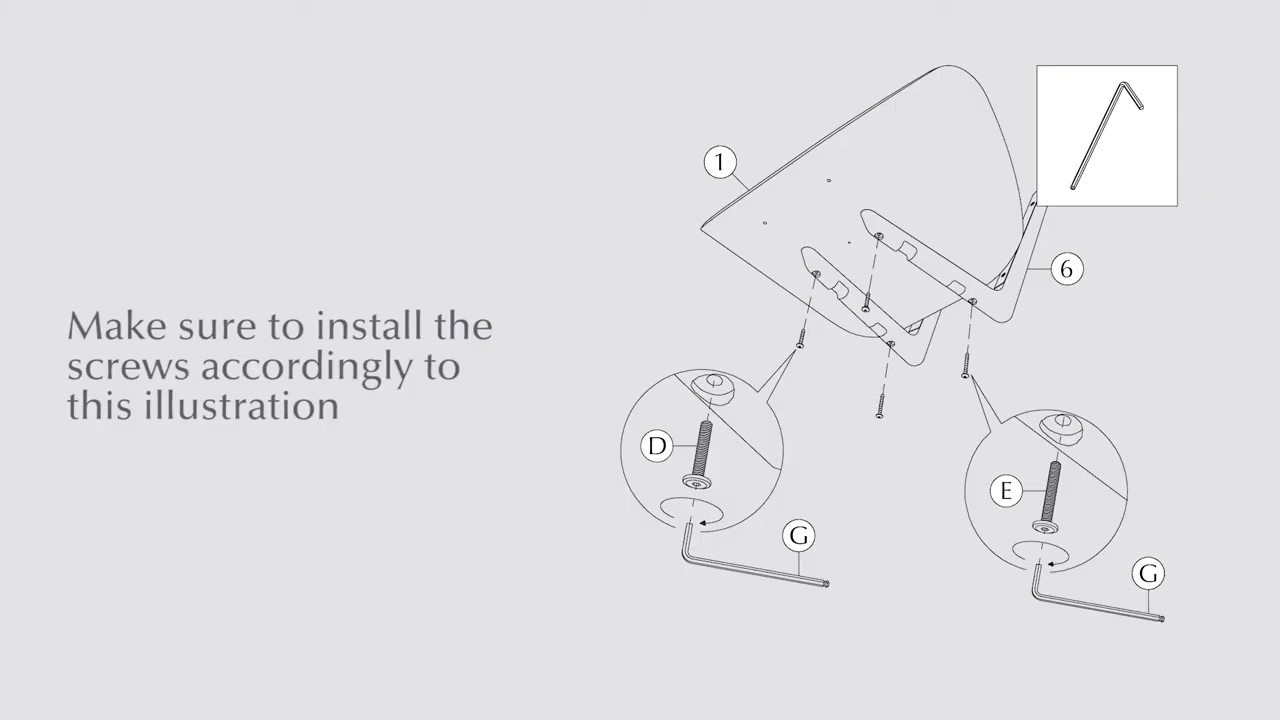 Make sure to install the
screws accordingly to
this illustration
1
6
D
E
G
G